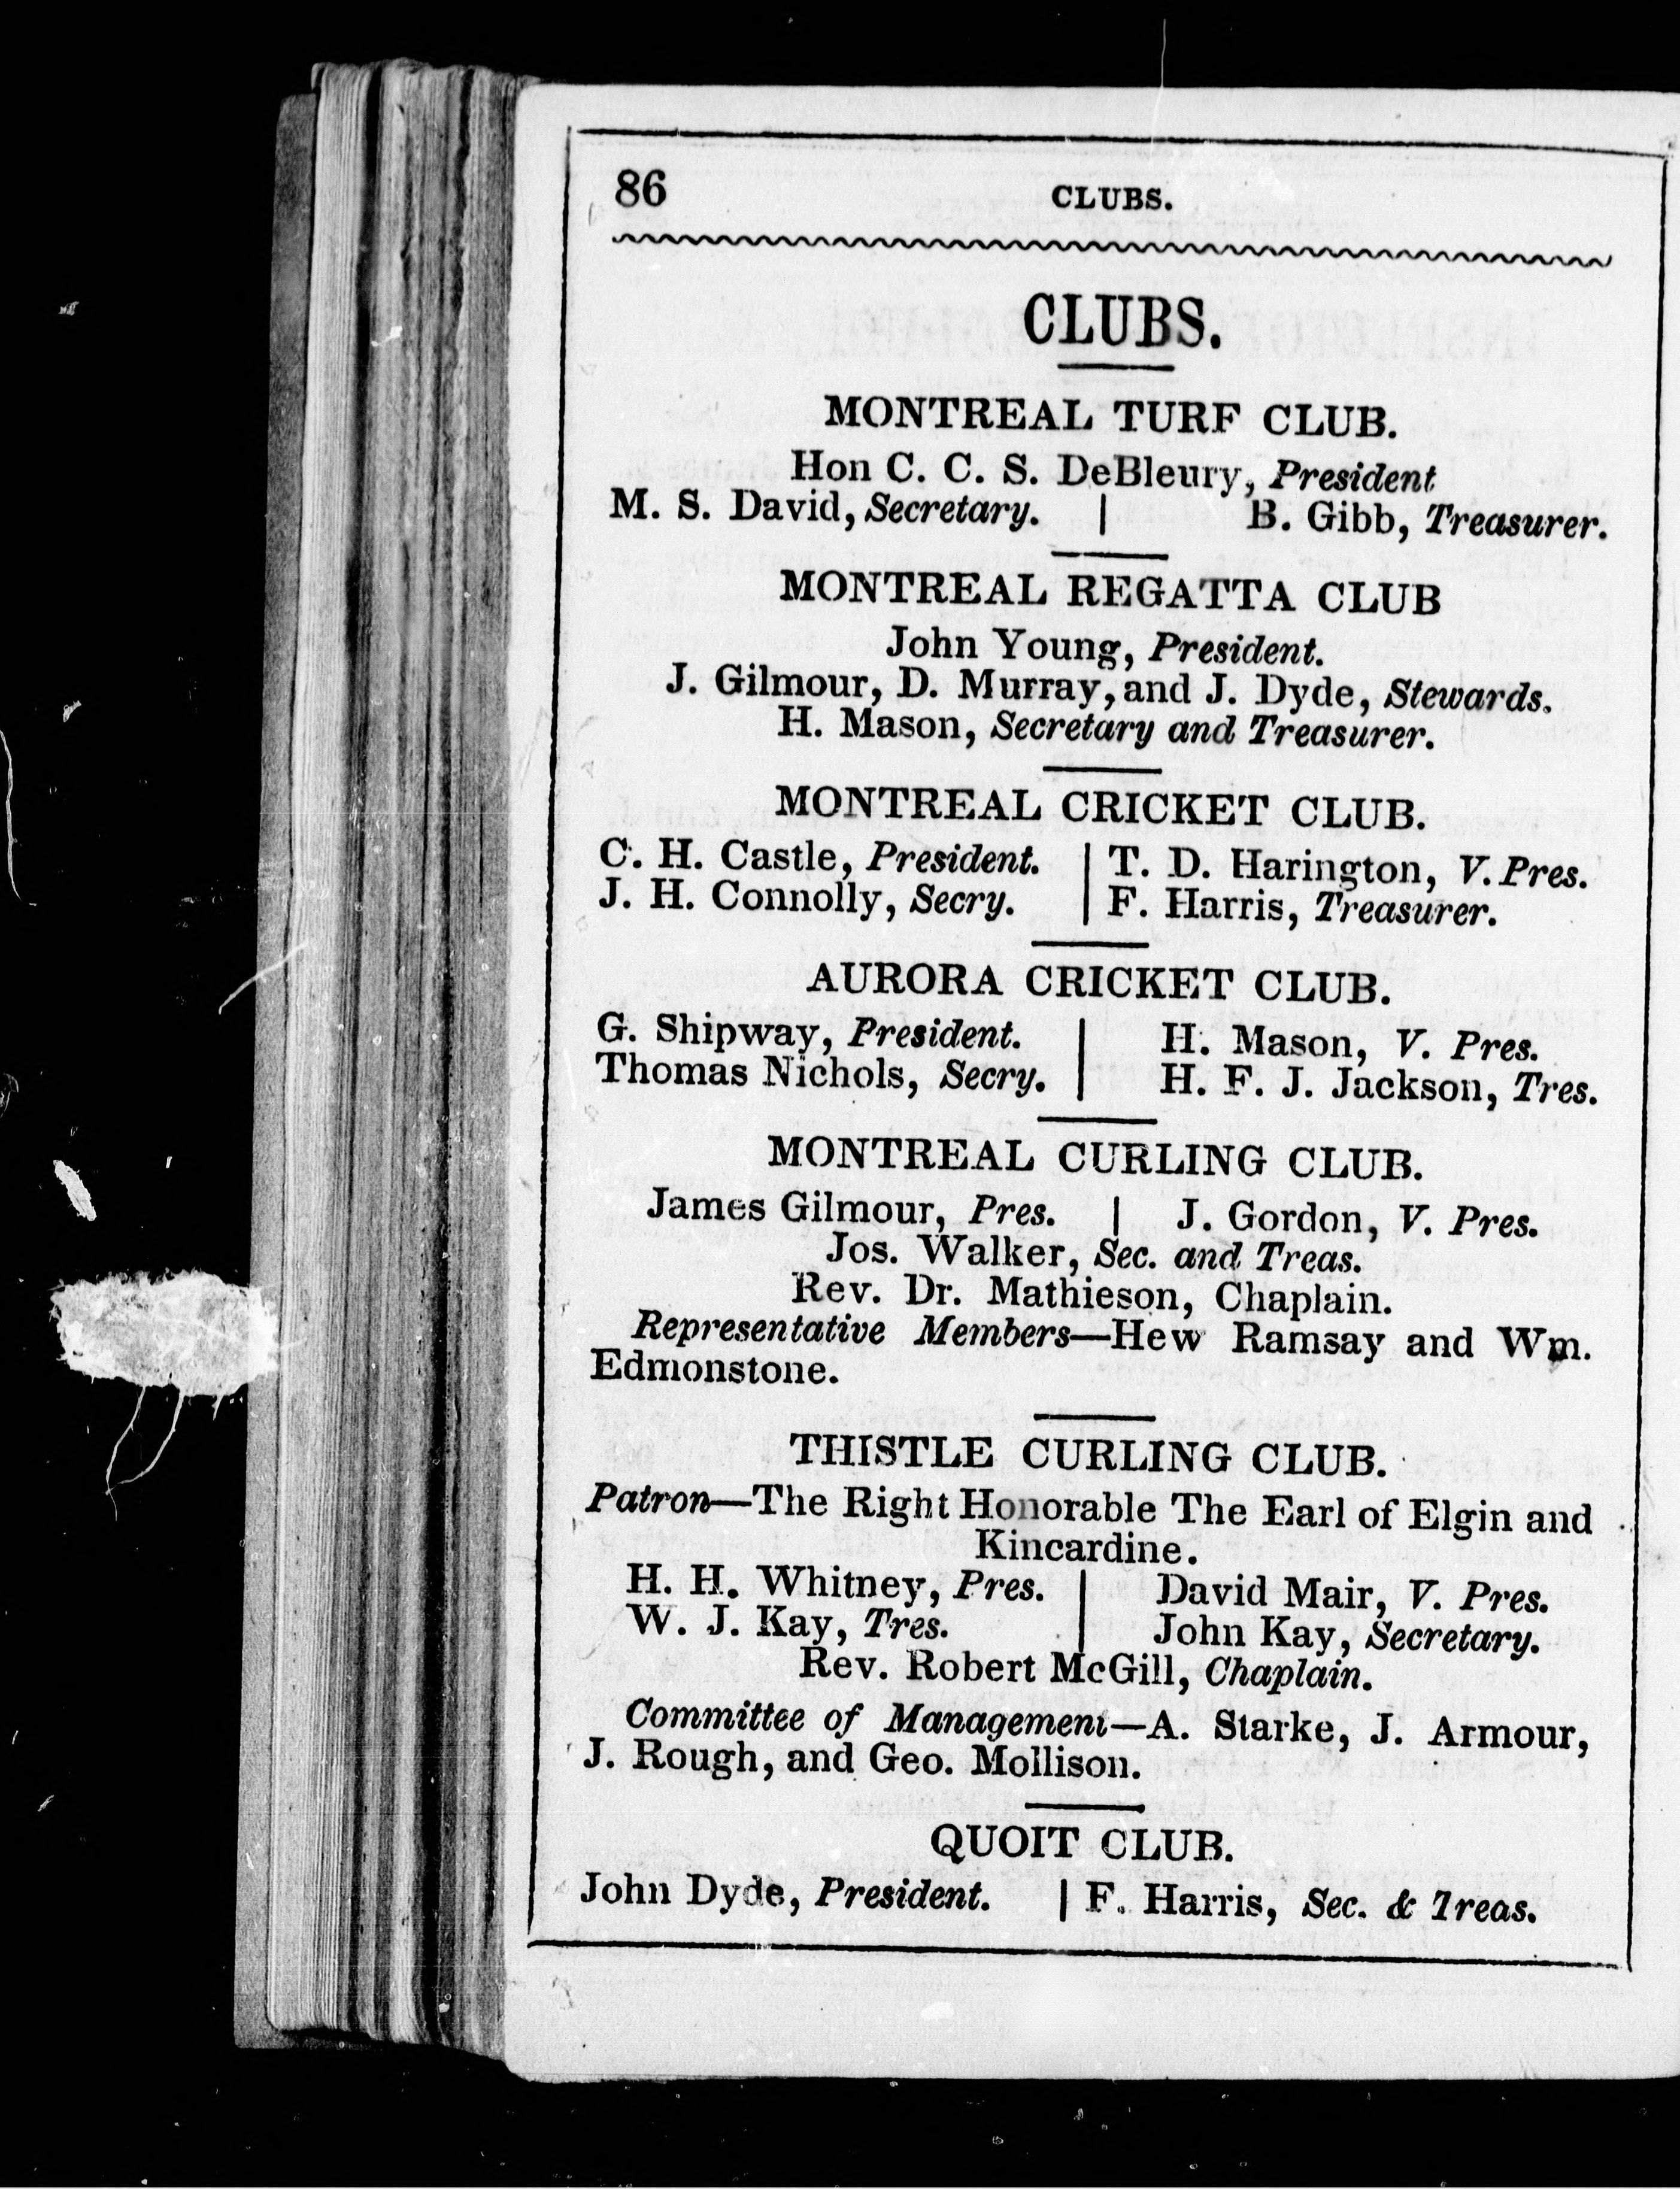 86 CLUBS.
CLUBS.
MONTREAL TURF CLUB.
Hon C. C. S. DeBleury, President
M. S. David, Secretary. | B. Gibb, Treasurer.
MONTREAL REGATTA CLUB
John Young, President.
J. Gilmour, D. Murray, and J. Dyde, Stewards.
H. Mason, Secretary and Treasurer.
MONTREAL CRICKET CLUB.
C. H. Castle, President. | T. D. Harington, V. Pres.
J. H. Connolly, Secry. | F. Harris, Treasurer.
AURORA CRICKET CLUB.
G. Shipway, President. | H. Mason, V. Pres.
Thomas Nichols, Secry. | H. F. J. Jackson, Tres.
MONTREAL CURLING CLUB.
James Gilmour, Pres. | J. Gordon, V. Pres.
Jos. Walker, Sec. and Treas.
Rev. Dr. Mathieson, Chaplain.
Representative Members—Hew Ramsay and Wm.
Edmonstone.
THISTLE CURLING CLUB.
Patron—The Right Honorable The Earl of Elgin and
Kincardine.
H. H. Whitney, Pres. | David Mair, V. Pres.
W. J. Kay, Tres. | John Kay, Secretary.
Rev. Robert McGill, Chaplain.
Committee of Management—A. Starke, J. Armour,
J. Rough, and Geo. Mollison.
QUOIT CLUB.
John Dyde, President. | F. Harris, Sec. & Treas.